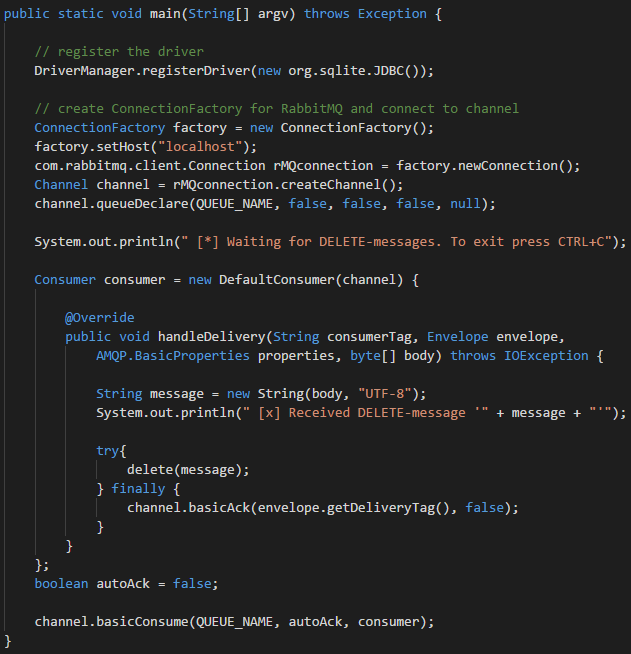 public static void main(String[] argv) throws Exception {
// register the driver
DriverManager.registerDriver(new org.sqlite.JDBC());
// create ConnectionFactory for RabbitMQ and connect to channel
ConnectionFactory factory = new ConnectionFactory();
factory.setHost("localhost");
com.rabbitmq.client.Connection rMQconnection = factory.newConnection();
Channel channel = rMQconnection.createChannel();
channel.queueDeclare(QUEUE_NAME, false, false, false, null);
System.out.println(" [*] Waiting for DELETE-messages. To exit press CTRL+C");
Consumer consumer = new DefaultConsumer(channel) {
@Override
public void handleDelivery(String consumerTag, Envelope envelope,
AMQP.BasicProperties properties, byte[] body) throws IOException {
String message = new String(body, "UTF-8");
System.out.println(" [x] Received DELETE-message '" + message + "'");
try{
delete(message);
} finally {
channel.basicAck(envelope.getDeliveryTag(), false);
}
}
};
boolean autoAck = false;
channel.basicConsume(QUEUE_NAME, autoAck, consumer);
}